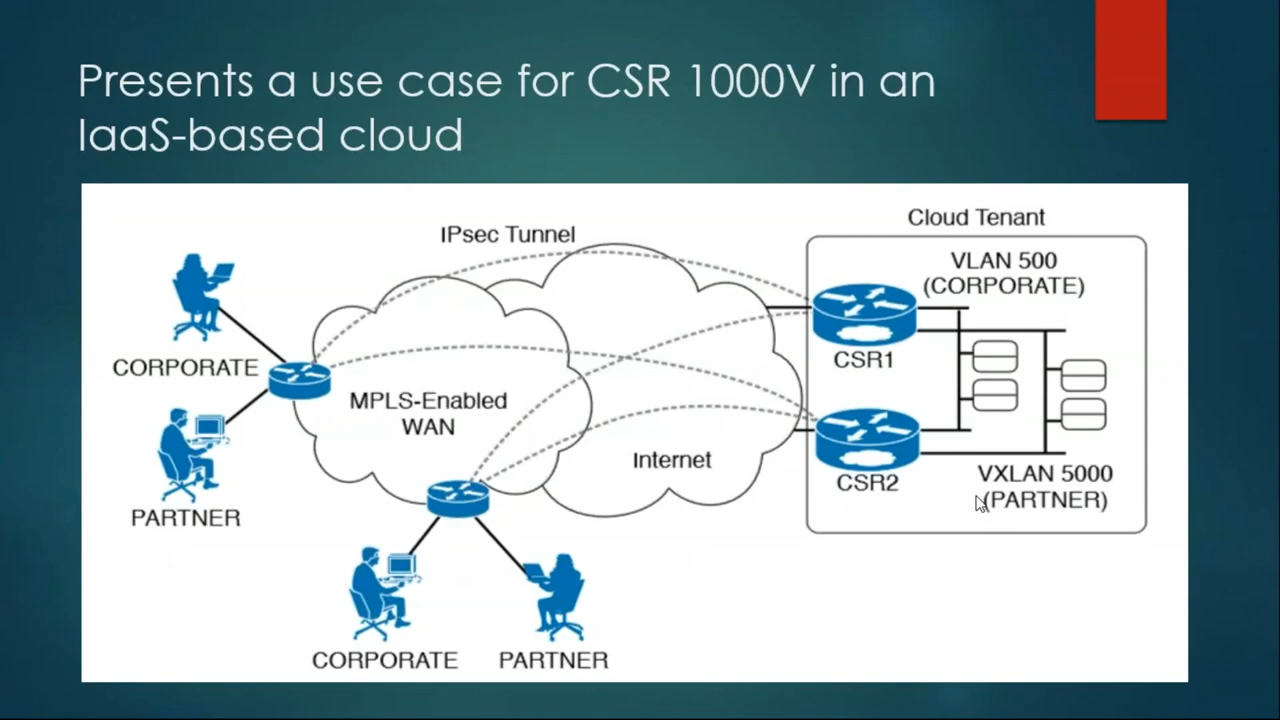 Presents a use case for CSR 1000V in an
IaaS-based cloud
Cloud Tenant
IPsec Tunnel
VLAN 500
(CORPORATE)
CORPORATE
CSR1
MPLS-Enabled
WAN
Internet
CSR2
VXLAN 5000
(PARTNER)
PARTNER
CORPORATE
PARTNER